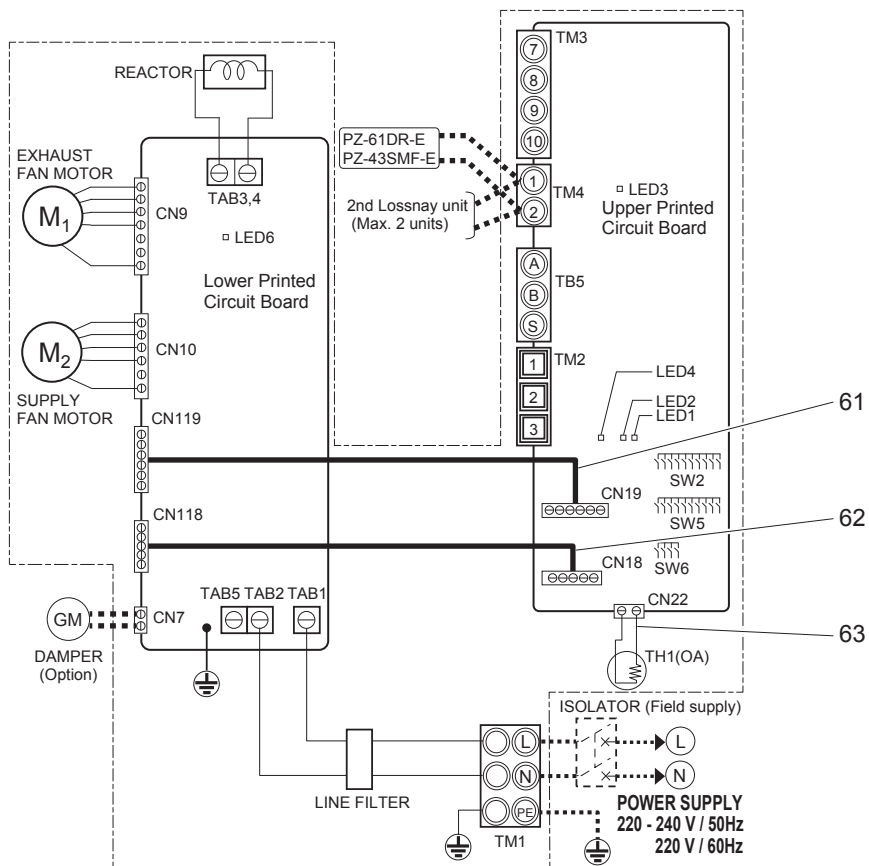 REACTOR
EXHAUST
FAN MOTOR
M1
CN9
TAB3,4
LED6
Lower Printed
Circuit Board
M2
CN10
SUPPLY
FAN MOTOR
CN119
CN118
TAB5 TAB2 TAB1
GM
CN7
DAMPER
(Option)
PZ-61DR-E
PZ-43SMF-E
2nd Lossnay unit
(Max. 2 units)
7
TM3
8
9
10
1
TM4
2
LED3
Upper Printed
Circuit Board
A
B
TB5
S
1
TM2
2
3
LED4
LED2
LED1
61
SW2
CN19
SW5
62
CN18
SW6
CN22
63
TH1(OA)
ISOLATOR (Field supply)
L
L
N
N
PE
LINE FILTER
TM1
POWER SUPPLY
220 - 240 V / 50Hz
220 V / 60Hz